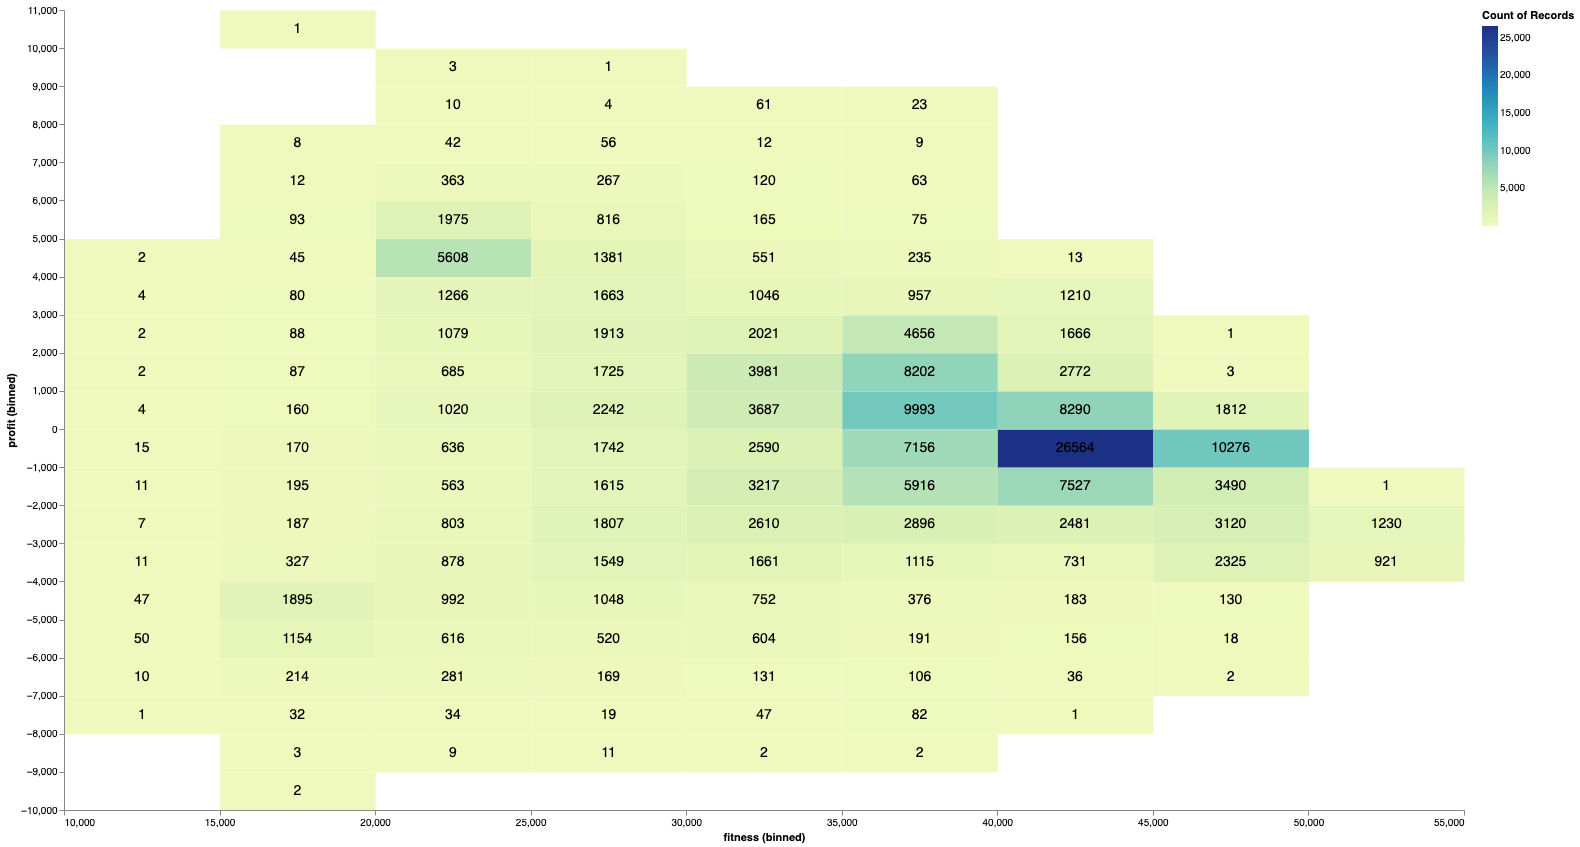 Count of Records
25,000
20,000
15,000
10,000
5,000
profit (binned)
11,000
1
10,000
3 1
9,000
10 4 61 23
8,000
8 42 56 12 9
7,000
12 363 267 120 63
6,000
93 1975 816 165 75
5,000
2 45 5608 1381 551 235 13
4,000
4 80 1266 1663 1046 957 1210
3,000
2 88 1079 1913 2021 4656 1666 1
2,000
2 87 685 1725 3981 8202 2772 3
1,000
4 160 1020 2242 3687 9993 8290 1812
0
15 170 636 1742 2590 7156 26564 10276
−1,000
11 195 563 1615 3217 5916 7527 3490 1
−2,000
7 187 803 1807 2610 2896 2481 3120 1230
−3,000
11 327 878 1549 1661 1115 731 2325 921
−4,000
47 1895 992 1048 752 376 183 130
−5,000
50 1154 616 520 604 191 156 18
−6,000
10 214 281 169 131 106 36 2
−7,000
1 32 34 19 47 82 1
−8,000
3 9 11 2 2
−9,000
2
−10,000
10,000 15,000 20,000 25,000 30,000 35,000 40,000 45,000 50,000 55,000
fitness (binned)